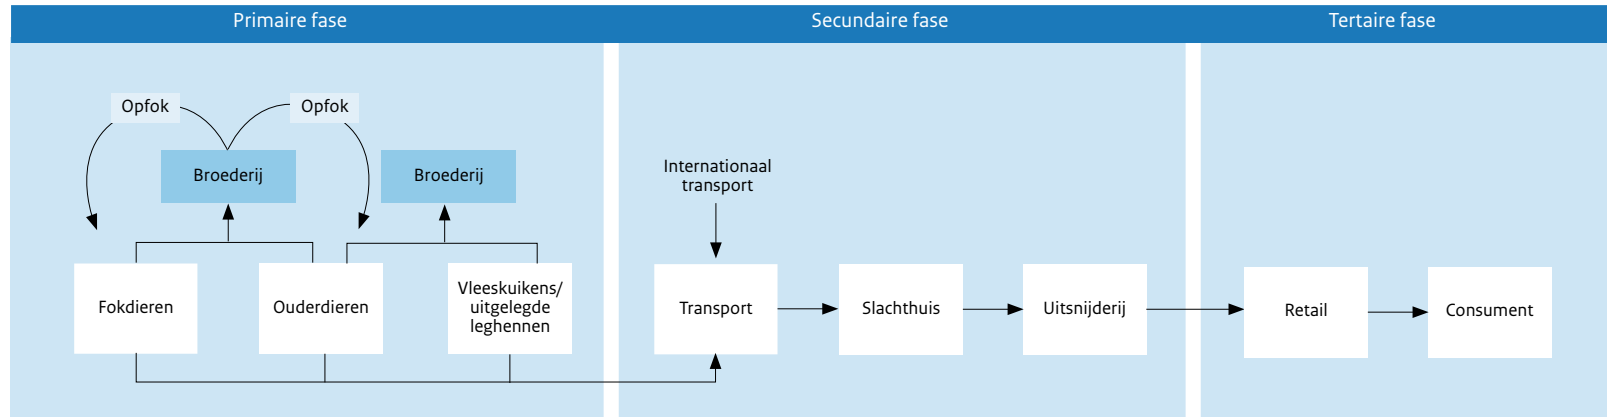 Primaire fase
Secundaire fase
Tertaire fase
Opfok
Opfok
Broederij
Broederij
Internationaal
transport
Fokdieren
Ouderdieren
Vleeskuikens/
uitgelegde
leghennen
Transport
Slachthuis
Uitsnijderij
Retail
Consument